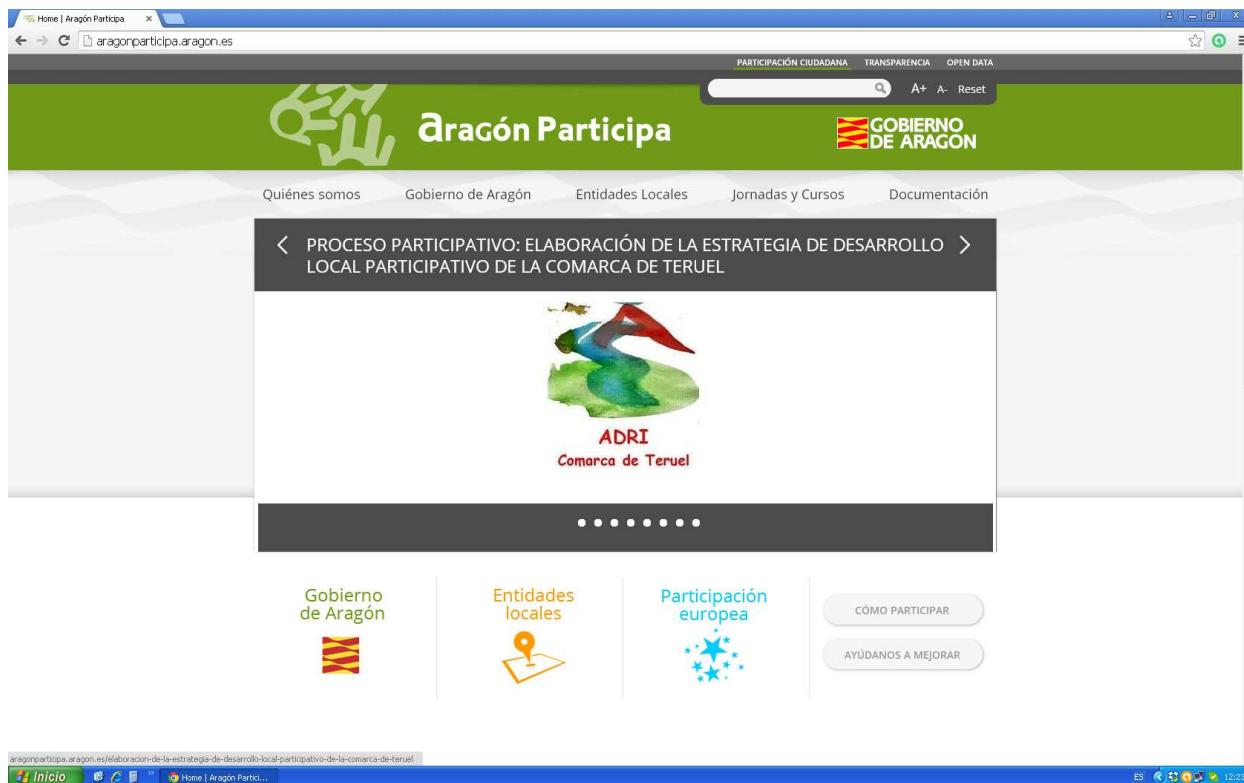 Home | Aragón Participa
aragonparticipa.aragon.es
PARTICIPACIÓN CIUDADANA TRANSPARENCIA OPEN DATA
A+ A- Reset
aragón Participa
GOBIERNO
DE ARAGON
Quiénes somos Gobierno de Aragón Entidades Locales Jornadas y Cursos Documentación
PROCESO PARTICIPATIVO: ELABORACIÓN DE LA ESTRATEGIA DE DESARROLLO
LOCAL PARTICIPATIVO DE LA COMARCA DE TERUEL
ADRI
Comarca de Teruel
Gobierno
de Aragón
Entidades
locales
Participación
europea
CÓMO PARTICIPAR
AYÚDANOS A MEJORAR
aragonparticipa.aragon.es/elaboracion-de-la-estrategia-de-desarrollo-local-participativo-de-la-comarca-de-teruel
Inicio
Home | Aragón Partici...
ES
12:23